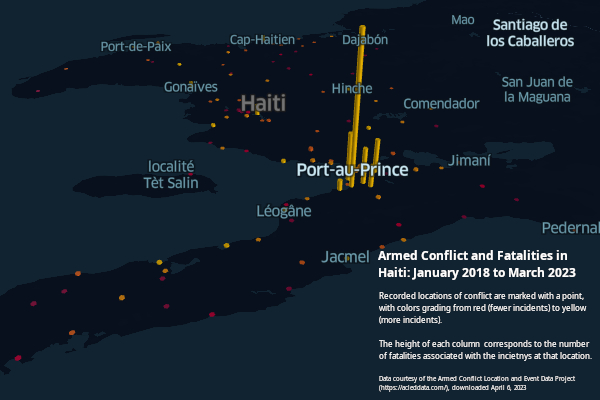 Mao
Santiago de
los Caballeros
Port-de-Paix
Cap-Haïtien
Dajabón
Gonaïves
Hinche
San Juan de
la Maguana
Haiti
Comendador
localité
Tèt Salin
Port-au-Prince
Jimaní
Léogâne
Pedernal
Jacmel
Armed Conflict and Fatalities in
Haiti: January 2018 to March 2023
Recorded locations of conflict are marked with a point,
with colors grading from red (fewer incidents) to yellow
(more incidents).
The height of each column corresponds to the number
of fatalities associated with the incietnys at that location.
Data courtesy of the Armed Conflict Location and Event Data Project
(https://acleddata.com/), downloaded April 6, 2023